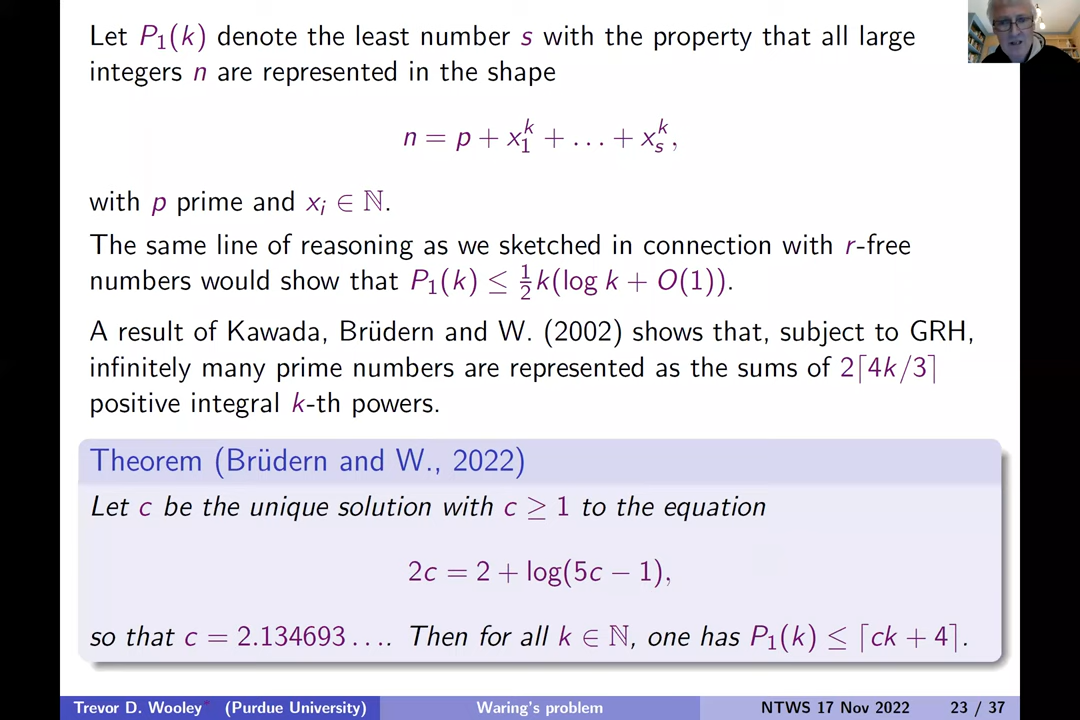 Let P₁(k) denote the least number s with the property that all large
integers n are represented in the shape
n = p + x₁ᵏ + . . . + xₛᵏ,
with p prime and xᵢ ∈ ℕ.
The same line of reasoning as we sketched in connection with r-free
numbers would show that P₁(k) ≤ ½k(log k + O(1)).
A result of Kawada, Brüdern and W. (2002) shows that, subject to GRH,
infinitely many prime numbers are represented as the sums of 2⌈4k/3⌉
positive integral k-th powers.
Theorem (Brüdern and W., 2022)
Let c be the unique solution with c ≥ 1 to the equation
2c = 2 + log(5c − 1),
so that c = 2.134693 . . . . Then for all k ∈ ℕ, one has P₁(k) ≤ ⌈ck + 4⌉.
Trevor D. Wooley* (Purdue University) Waring's problem NTWS 17 Nov 2022 23 / 37